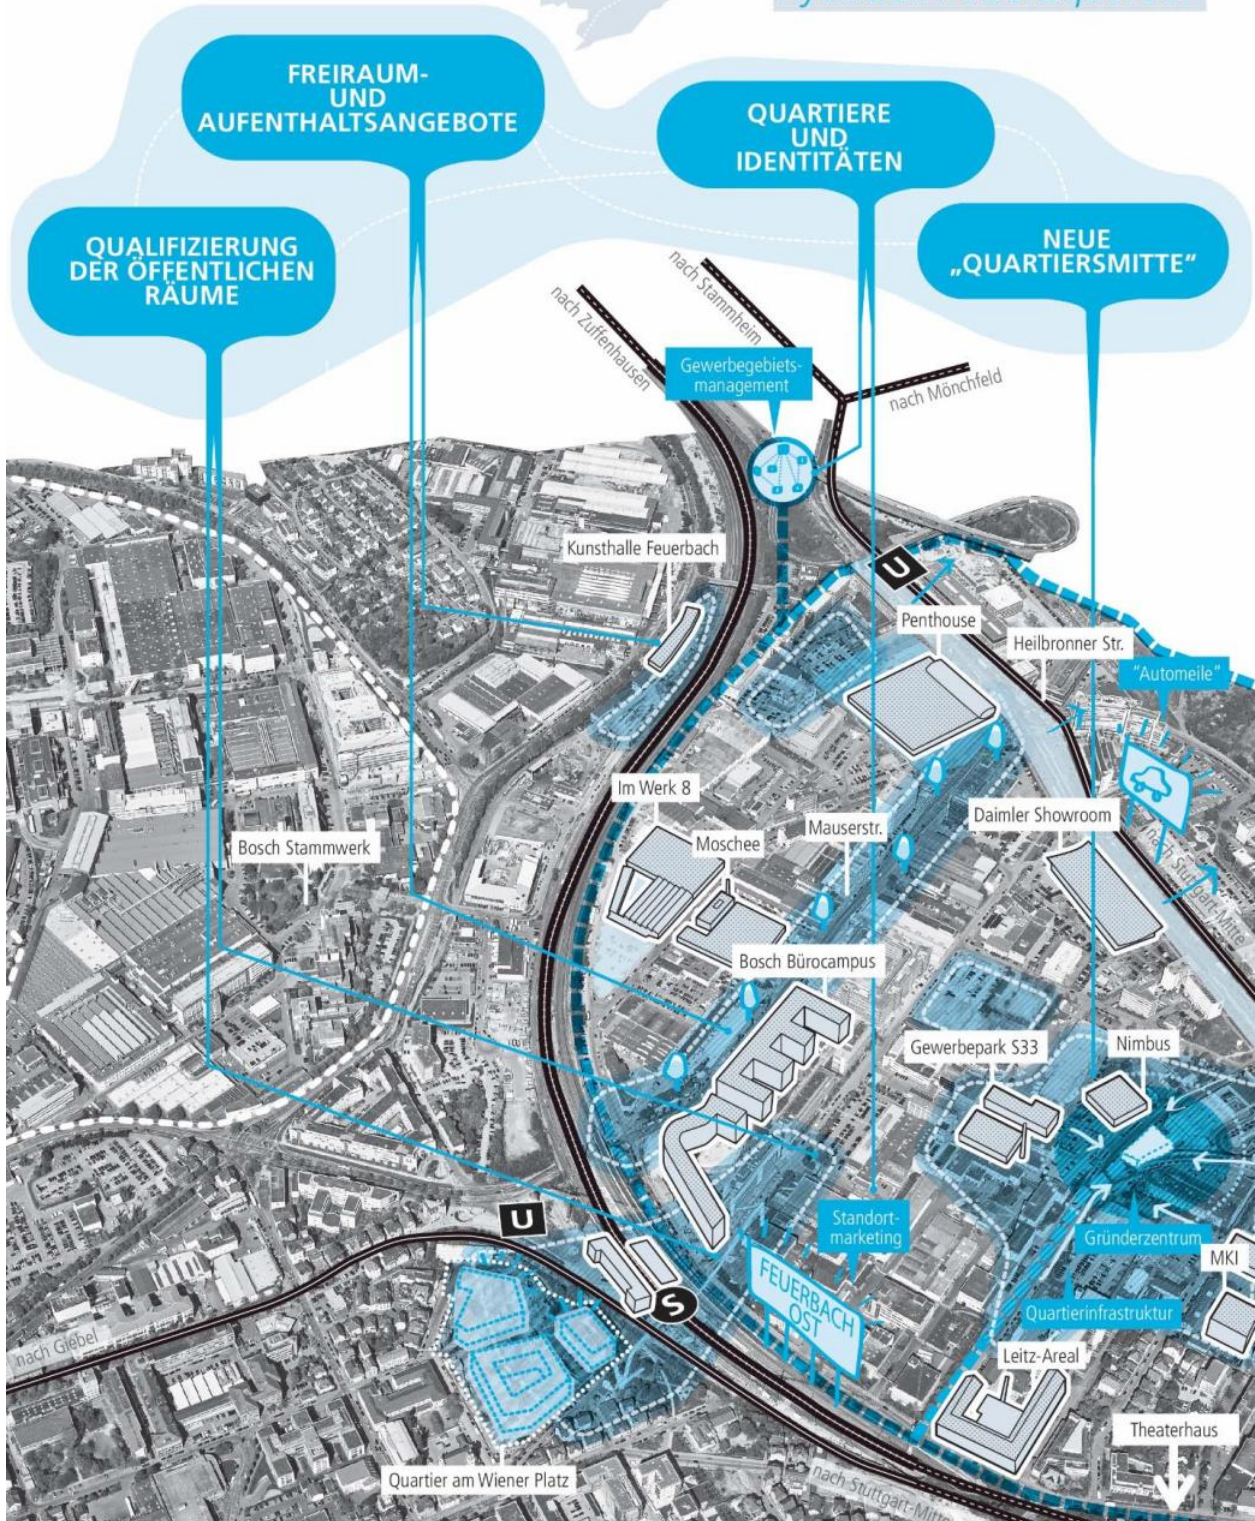 FREIRAUM-
UND
AUFENTHALTSANGEBOTE
QUARTIERE
UND
IDENTITÄTEN
QUALIFIZIERUNG
DER ÖFFENTLICHEN
RÄUME
NEUE
„QUARTIERSMITTE“
nach Zuffenhausen
nach Stammheim
nach Mönchfeld
Gewerbegebiets-
management
Kunsthalle Feuerbach
U
Penthouse
Heilbronner Str.
"Automeile"
Im Werk 8
Moschee
Mauserstr.
Daimler Showroom
Bosch Stammwerk
nach Stuttgart-Mitte
Bosch Bürocampus
Gewerbepark S33
Nimbus
U
Standort-
marketing
Gründerzentrum
MKI
FEUERBACH
OST
S
Quartierinfrastruktur
nach Giebel
Leitz-Areal
Theaterhaus
Quartier am Wiener Platz
nach Stuttgart-Mitte